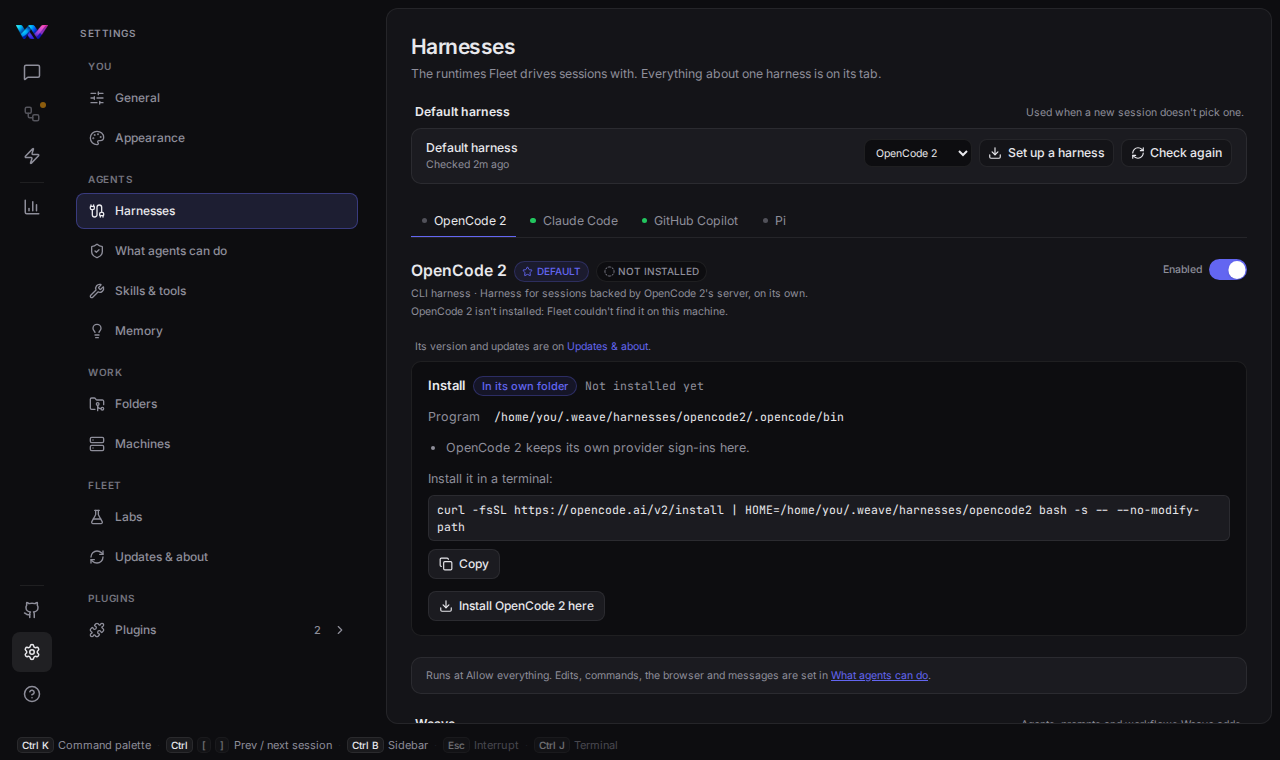 SETTINGS
YOU
General
Appearance
AGENTS
Harnesses
What agents can do
Skills & tools
Memory
WORK
Folders
Machines
FLEET
Labs
Updates & about
PLUGINS
Plugins 2
Harnesses
The runtimes Fleet drives sessions with. Everything about one harness is on its tab.
Default harness Used when a new session doesn't pick one.
Default harness
Checked 2m ago
OpenCode 2 Set up a harness Check again
OpenCode 2 Claude Code GitHub Copilot Pi
OpenCode 2 DEFAULT NOT INSTALLED Enabled
CLI harness · Harness for sessions backed by OpenCode 2's server, on its own.
OpenCode 2 isn't installed: Fleet couldn't find it on this machine.
Its version and updates are on Updates & about.
Install In its own folder Not installed yet
Program /home/you/.weave/harnesses/opencode2/.opencode/bin
• OpenCode 2 keeps its own provider sign-ins here.
Install it in a terminal:
curl -fsSL https://opencode.ai/v2/install | HOME=/home/you/.weave/harnesses/opencode2 bash -s -- --no-modify-
path
Copy
Install OpenCode 2 here
Runs at Allow everything. Edits, commands, the browser and messages are set in What agents can do.
Weave Agents, prompts and workflows Weave adds.
Ctrl K Command palette Ctrl [ ] Prev / next session Ctrl B Sidebar Esc Interrupt Ctrl J Terminal